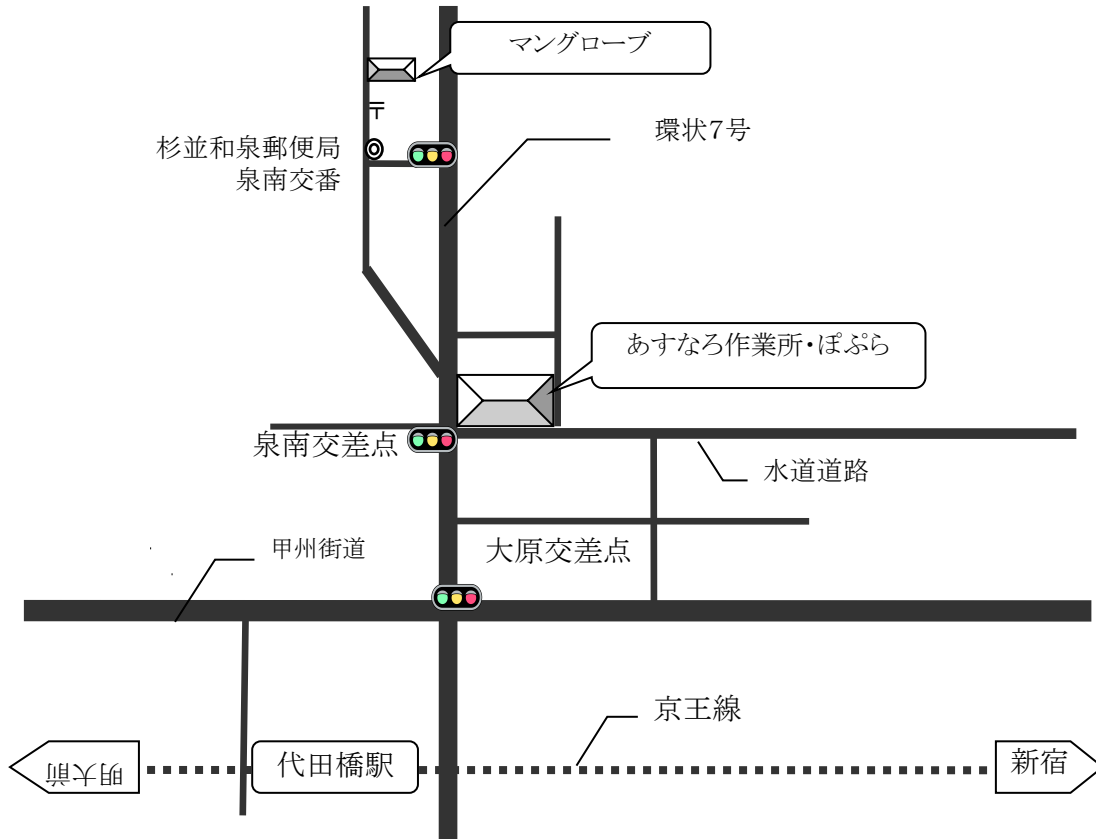 マングローブ
〒
環状7号
杉並和泉郵便局
泉南交番
あすなろ作業所・ぽぷら
泉南交差点
水道道路
甲州街道
大原交差点
京王線
明大前
代田橋駅
新宿